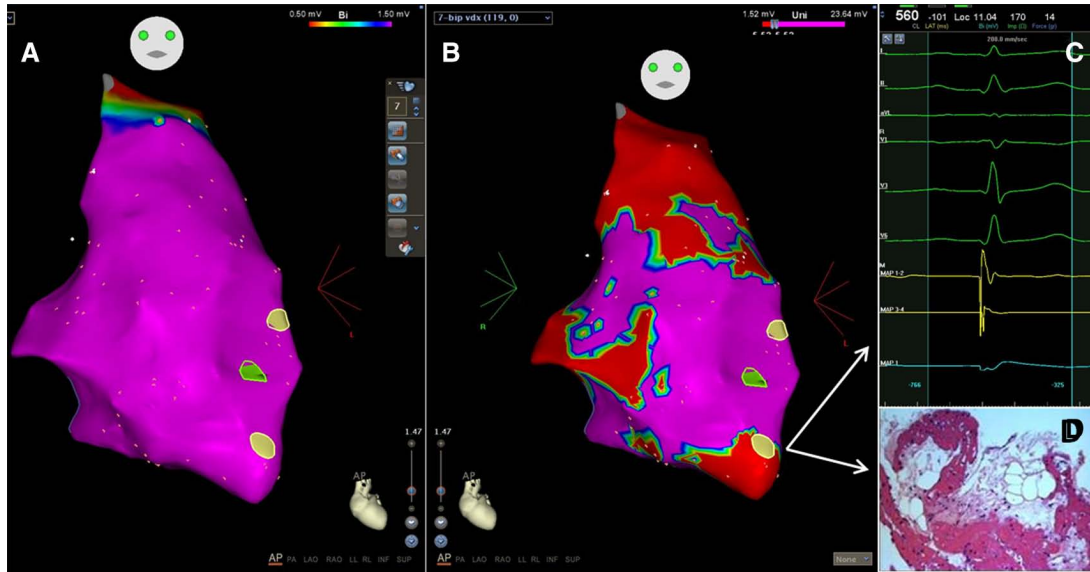 A
0.50 mV Bi 1.50 mV
7
L
1.47
AP
AP PA LAO RAO LL RL INF SUP
B
7-bip vdx (119, 0)
1.52 mV Uni 23.64 mV
R
L
1.47
AP
AP PA LAO RAO LL RL INF SUP
None
C
560 -101 Loc 11.04 170 14
CL LAT (ms) Bi (mV) Imp (Ω) Force (g)
200.0 mm/sec
I
II
aVL
R
V1
V3
V6
M
MAP 1-2
MAP 3-4
MAP 1
-766 -325
D